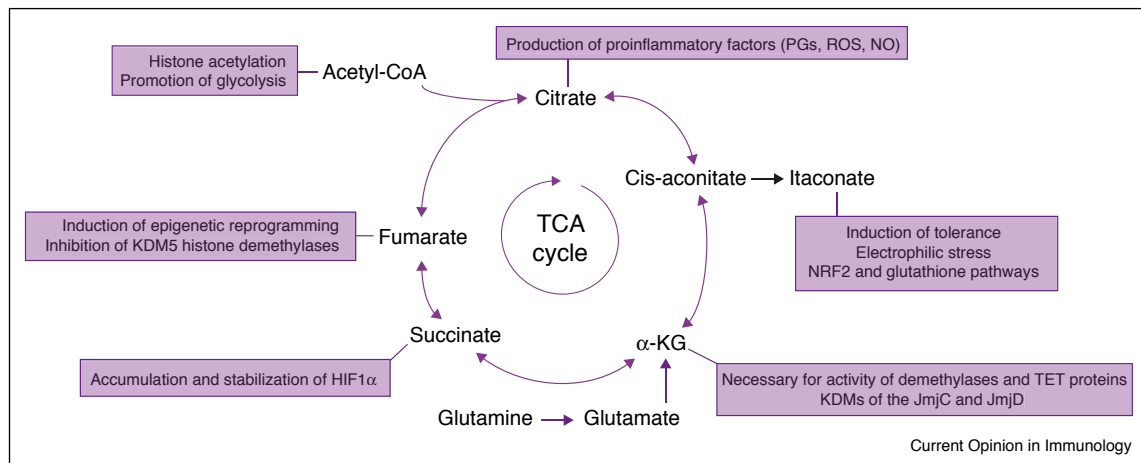 Production of proinflammatory factors (PGs, ROS, NO)
Histone acetylation
Promotion of glycolysis
Acetyl-CoA
Citrate
Cis-aconitate
Itaconate
Induction of tolerance
Electrophilic stress
NRF2 and glutathione pathways
TCA
cycle
Induction of epigenetic reprogramming
Inhibition of KDM5 histone demethylases
Fumarate
Succinate
Accumulation and stabilization of HIF1α
α-KG
Necessary for activity of demethylases and TET proteins
KDMs of the JmjC and JmjD
Glutamine
Glutamate
Current Opinion in Immunology